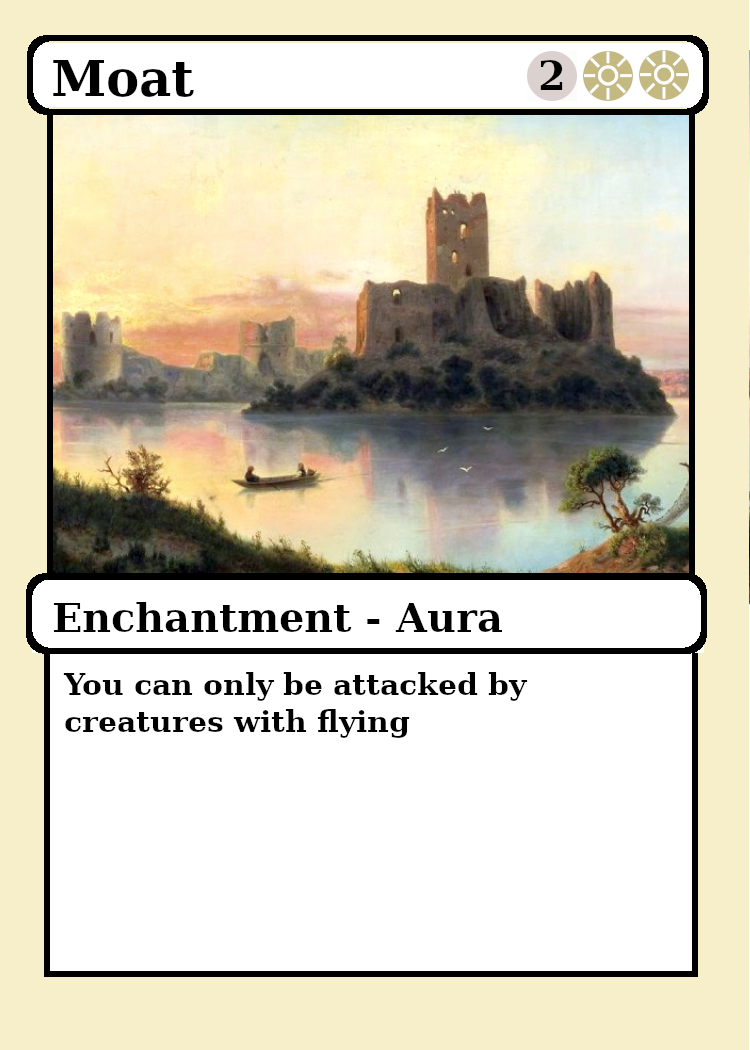 Moat 2
Enchantment - Aura
You can only be attacked by
creatures with flying